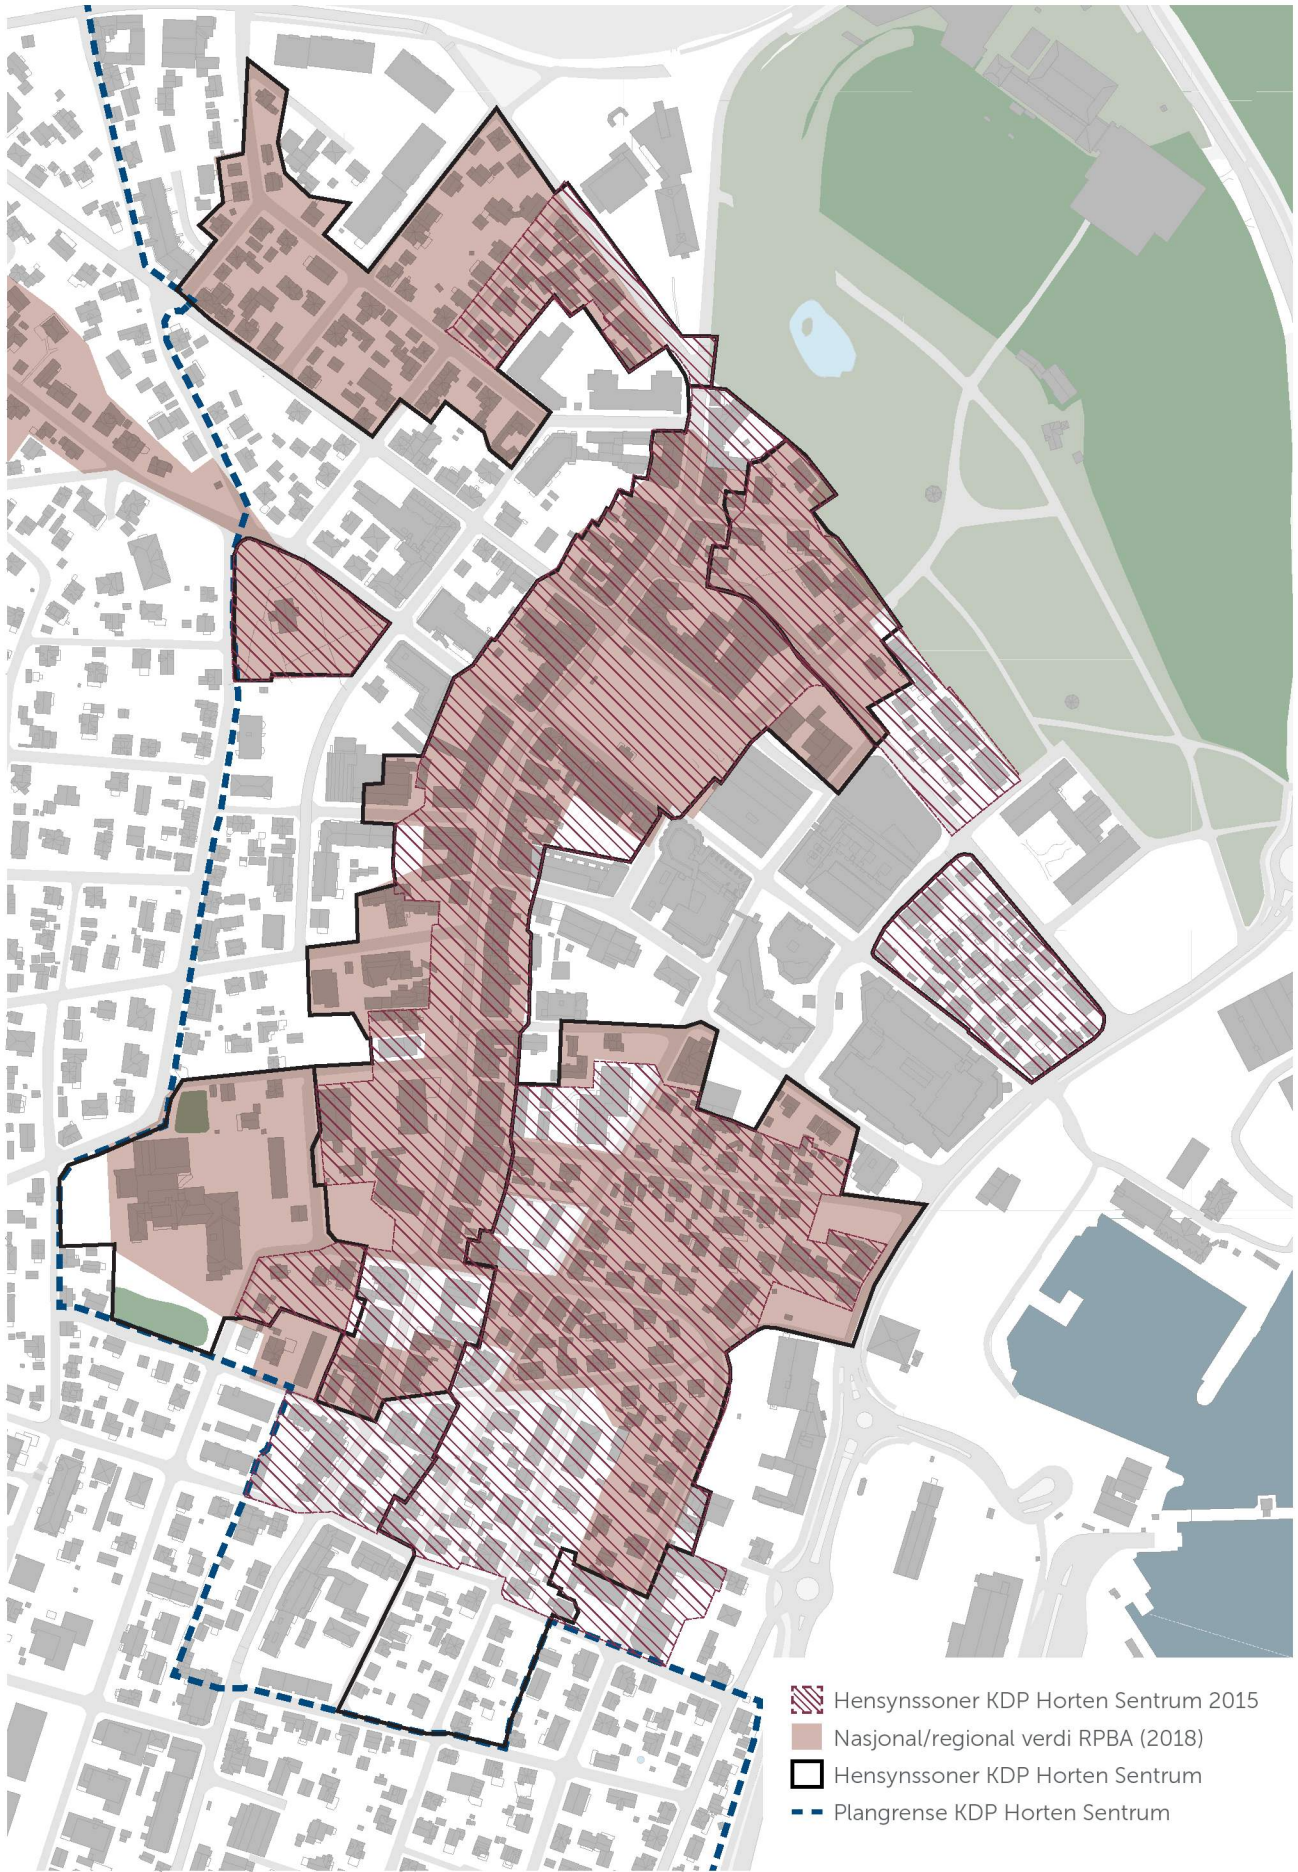 Hensynssoner KDP Horten Sentrum 2015
Nasjonal/regional verdi RPBA (2018)
Hensynssoner KDP Horten Sentrum
Plangrense KDP Horten Sentrum